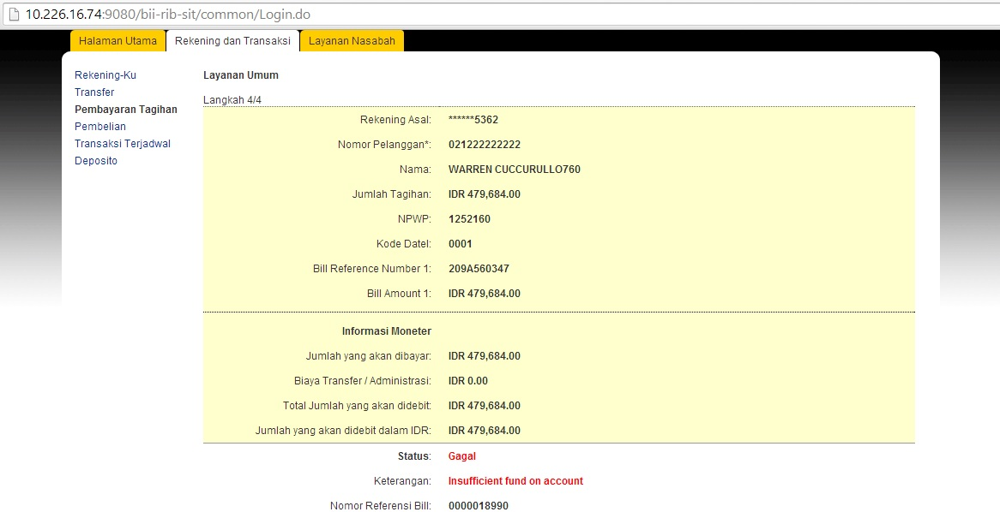 10.226.16.74:9080/bii-rib-sit/common/Login.do
Halaman Utama Rekening dan Transaksi Layanan Nasabah
Rekening-Ku
Transfer
Pembayaran Tagihan
Pembelian
Transaksi Terjadwal
Deposito
Layanan Umum
Langkah 4/4
Rekening Asal: ******5362
Nomor Pelanggan*: 021222222222
Nama: WARREN CUCCURULLO760
Jumlah Tagihan: IDR 479,684.00
NPWP: 1252160
Kode Datel: 0001
Bill Reference Number 1: 209A560347
Bill Amount 1: IDR 479,684.00
Informasi Moneter
Jumlah yang akan dibayar: IDR 479,684.00
Biaya Transfer / Administrasi: IDR 0.00
Total Jumlah yang akan didebit: IDR 479,684.00
Jumlah yang akan didebit dalam IDR: IDR 479,684.00
Status: Gagal
Keterangan: Insufficient fund on account
Nomor Referensi Bill: 0000018990